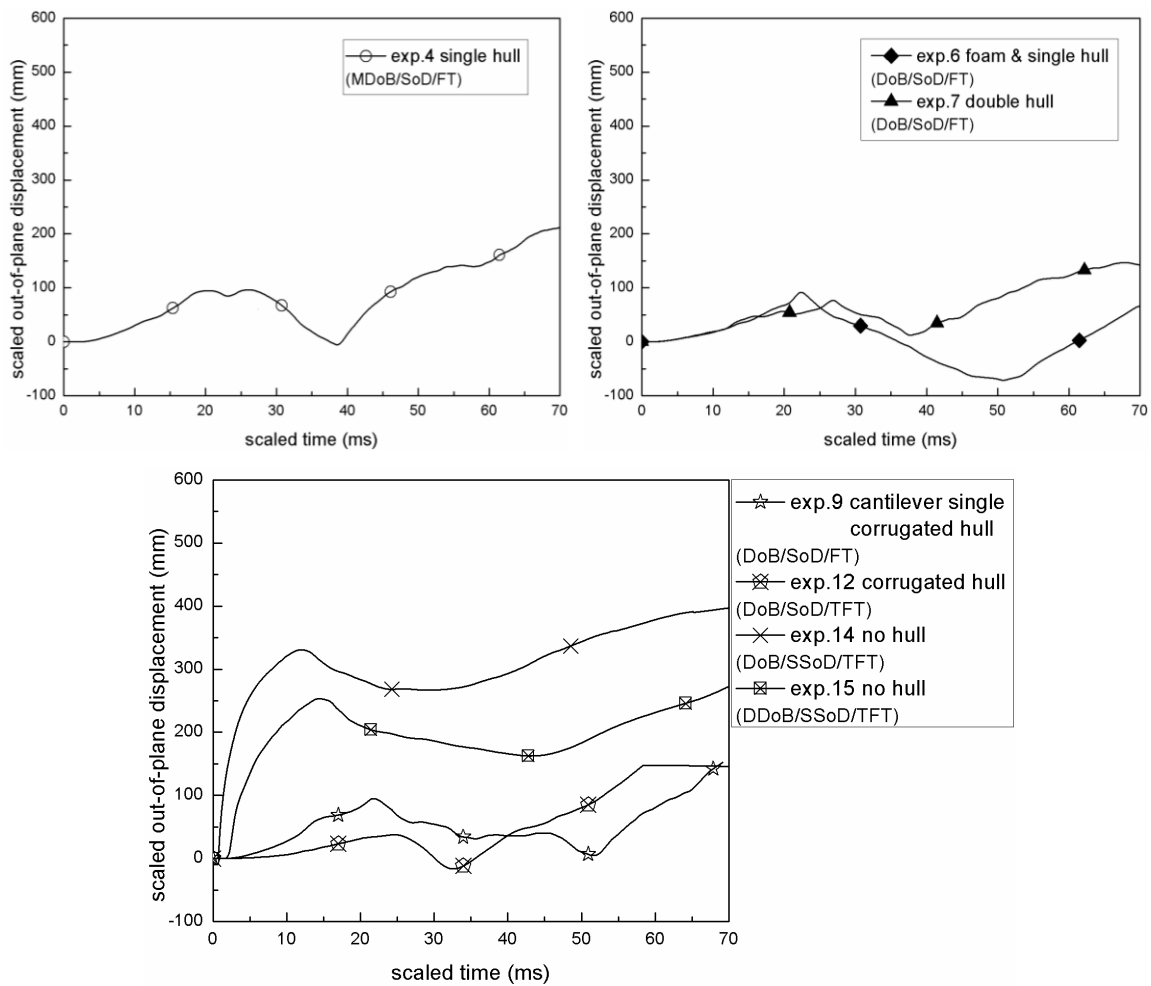 scaled out-of-plane displacement (mm)
600
500
400
300
200
100
0
-100
0 10 20 30 40 50 60 70
scaled time (ms)
exp.4 single hull
(MDoB/SoD/FT)
scaled out-of-plane displacement (mm)
600
500
400
300
200
100
0
-100
0 10 20 30 40 50 60 70
scaled time (ms)
exp.6 foam & single hull
(DoB/SoD/FT)
exp.7 double hull
(DoB/SoD/FT)
scaled out-of-plane displacement (mm)
600
500
400
300
200
100
0
-100
0 10 20 30 40 50 60 70
scaled time (ms)
exp.9 cantilever single
corrugated hull
(DoB/SoD/FT)
exp.12 corrugated hull
(DoB/SoD/TFT)
exp.14 no hull
(DoB/SSoD/TFT)
exp.15 no hull
(DDoB/SSoD/TFT)